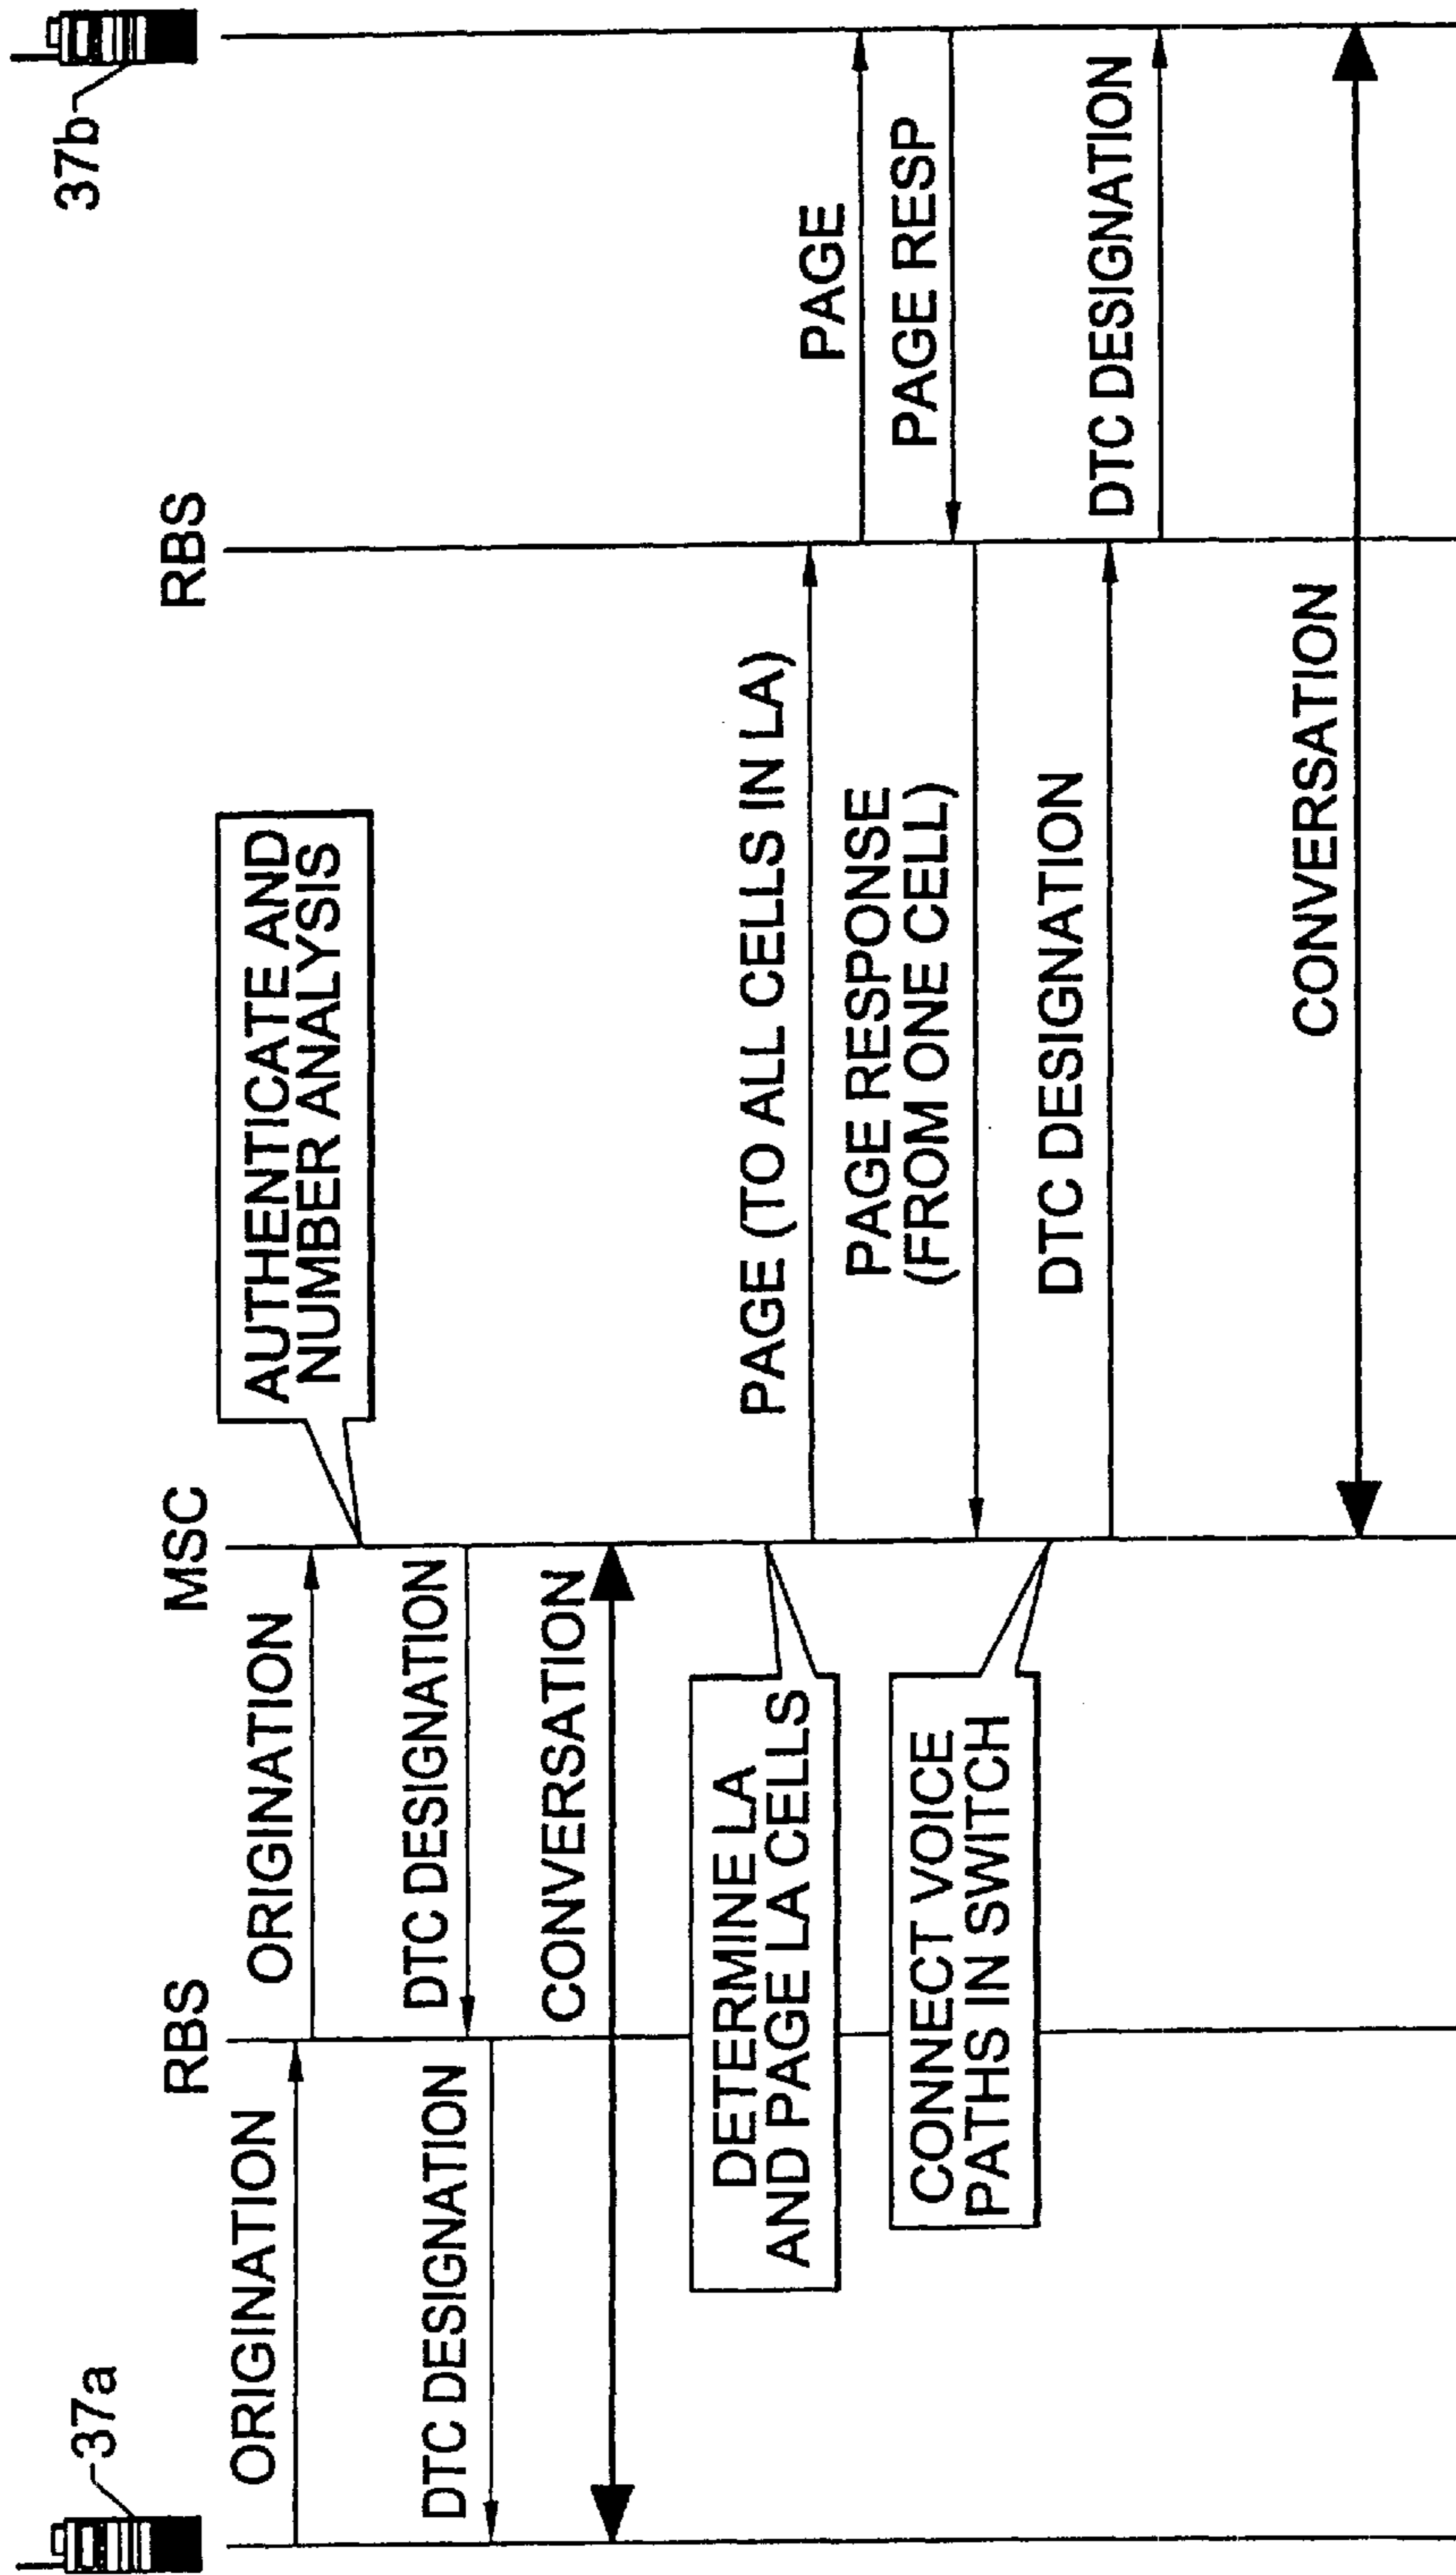 37a
37b
RBS
MSC
RBS
ORIGINATION
ORIGINATION
AUTHENTICATE AND
NUMBER ANALYSIS
DTC DESIGNATION
DTC DESIGNATION
CONVERSATION
DETERMINE LA
AND PAGE LA CELLS
PAGE (TO ALL CELLS IN LA)
PAGE
PAGE RESP
PAGE RESPONSE
(FROM ONE CELL)
CONNECT VOICE
PATHS IN SWITCH
DTC DESIGNATION
DTC DESIGNATION
CONVERSATION